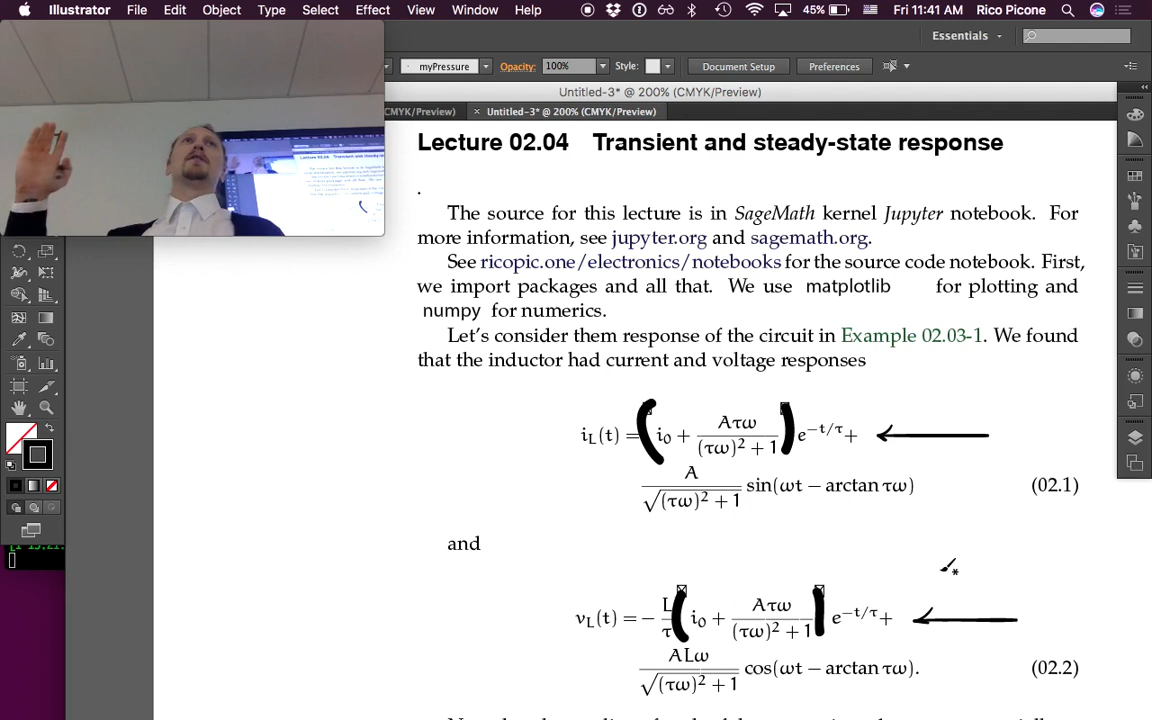 Illustrator File Edit Object Type Select Effect View Window Help 45% Fri 11:41 AM Rico Picone
Essentials
myPressure Opacity: 100% Style: Document Setup Preferences
Untitled-3* @ 200% (CMYK/Preview)
CMYK/Preview) × Untitled-3* @ 200% (CMYK/Preview)
Lecture 02.04 Transient and steady-state response
.
The source for this lecture is in SageMath kernel Jupyter notebook. For
more information, see jupyter.org and sagemath.org.
See ricopic.one/electronics/notebooks for the source code notebook. First,
we import packages and all that. We use matplotlib for plotting and
numpy for numerics.
Let's consider them response of the circuit in Example 02.03-1. We found
that the inductor had current and voltage responses
i_L(t) = ( i_0 + Aτω / ((τω)² + 1) ) e^(−t/τ) +
A / √((τω)² + 1) sin(ωt − arctan τω) (02.1)
and
v_L(t) = − L/τ ( i_0 + Aτω / ((τω)² + 1) ) e^(−t/τ) +
ALω / √((τω)² + 1) cos(ωt − arctan τω). (02.2)